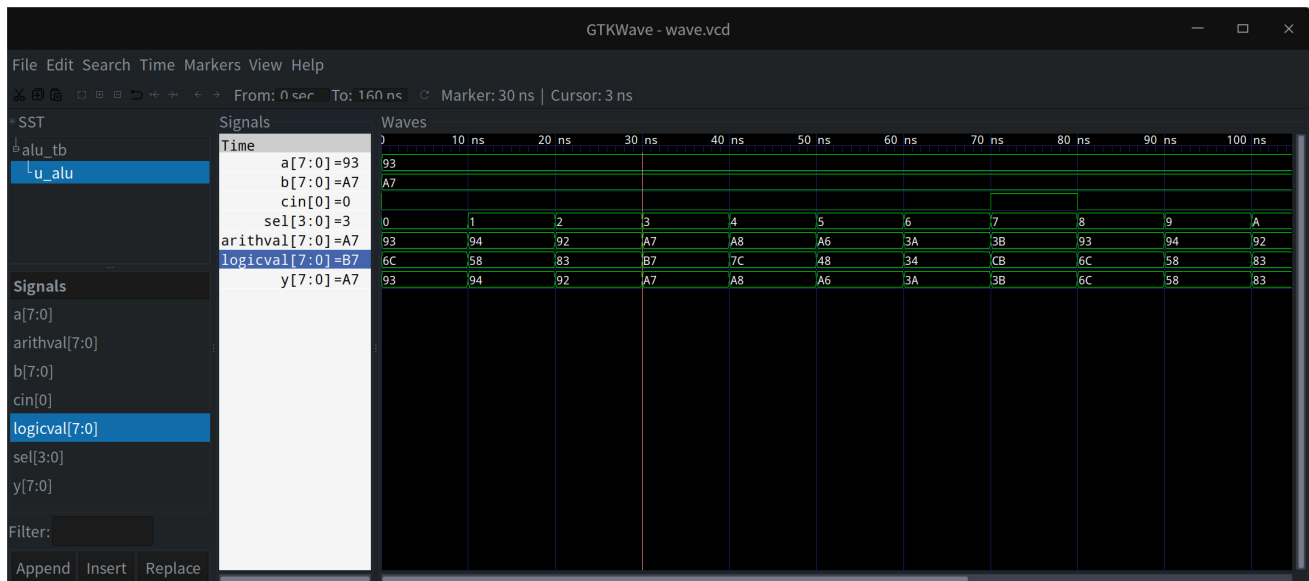 GTKWave - wave.vcd
File Edit Search Time Markers View Help
From: 0 sec To: 160 ns Marker: 30 ns | Cursor: 3 ns
SST
alu_tb
u_alu
Signals
a[7:0]
arithval[7:0]
b[7:0]
cin[0]
logicval[7:0]
sel[3:0]
y[7:0]
Filter:
Append Insert Replace
Signals
Time
a[7:0]=93
b[7:0]=A7
cin[0]=0
sel[3:0]=3
arithval[7:0]=A7
logicval[7:0]=B7
y[7:0]=A7
Waves
0 10 ns 20 ns 30 ns 40 ns 50 ns 60 ns 70 ns 80 ns 90 ns 100 ns
93
A7
0 1 2 3 4 5 6 7 8 9 A
93 94 92 A7 A8 A6 3A 3B 93 94 92
6C 58 83 B7 7C 48 34 CB 6C 58 83
93 94 92 A7 A8 A6 3A 3B 6C 58 83